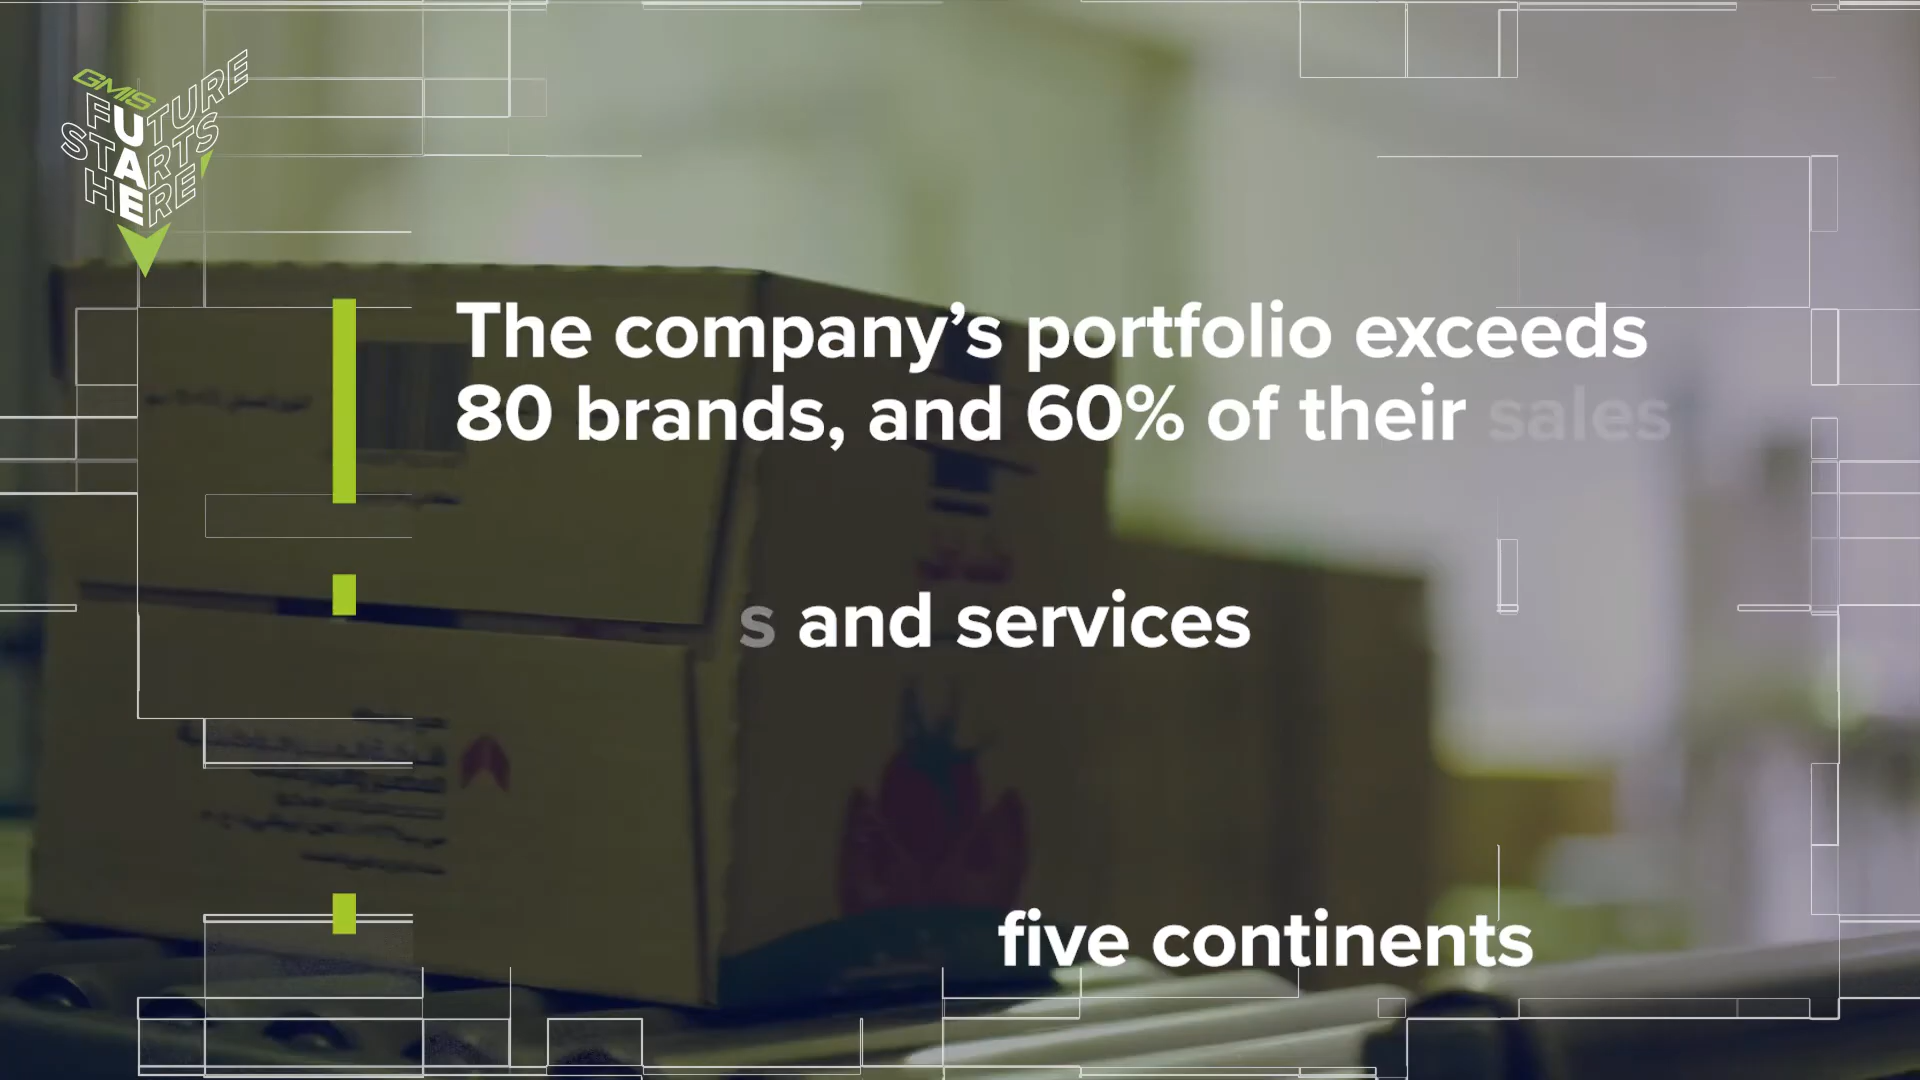 GMIS
FUTURE
STARTS
HERE
The company’s portfolio exceeds
80 brands, and 60% of their sales
s and services
five continents